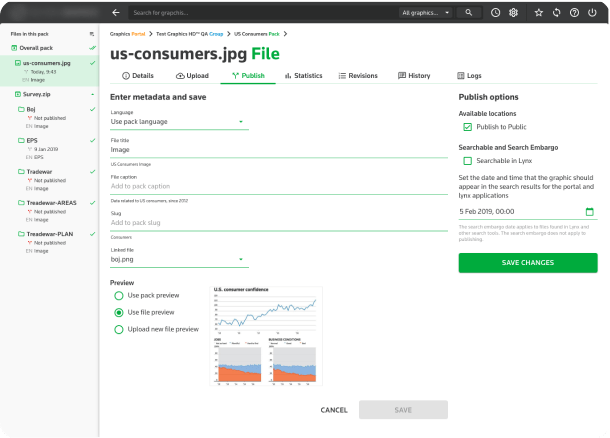 Search for graphics...
All graphics...
Files in this pack
Graphics Portal > Test Graphics HD™ QA Group > US Consumers Pack >
Overall pack
us-consumers.jpg File
us-consumers.jpg
Today, 9:43
EN Image
Details
Upload
Publish
Statistics
Revisions
History
Logs
Survey.zip
Enter metadata and save
Publish options
Boj
Not published
EN Image
Language
Use pack language
Available locations
Publish to Public
EPS
9 Jan 2019
EN EPS
File title
Image
US Consumers Image
Searchable and Search Embargo
Searchable in Lynx
Tradewar
Not published
EN Image
File caption
Add to pack caption
Data related to US consumers, since 2012
Set the date and time that the graphic should
appear in the search results for the portal and
lynx applications
Treadewar-AREAS
Not published
EN Image
Slug
Add to pack slug
Consumers
5 Feb 2019, 00:00
The search embargo date applies to files found in Lynx and
other search tools. The search embargo does not apply to
publishing.
Treadewar-PLAN
Not published
EN Image
Linked file
boj.png
SAVE CHANGES
Preview
Use pack preview
Use file preview
Upload new file preview
U.S. consumer confidence
JOBS
BUSINESS CONDITIONS
CANCEL
SAVE